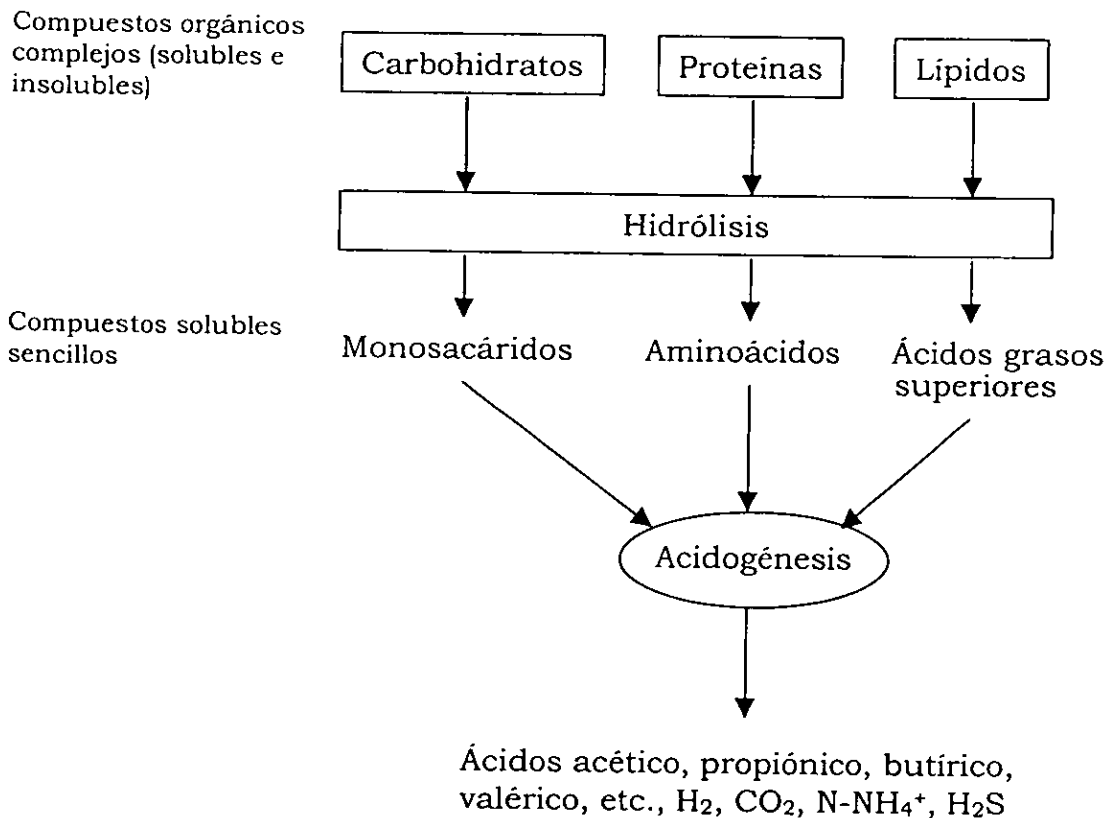 Compuestos orgánicos
complejos (solubles e
insolubles)
Carbohidratos
Proteínas
Lípidos
Hidrólisis
Compuestos solubles
sencillos
Monosacáridos
Aminoácidos
Ácidos grasos
superiores
Acidogénesis
Ácidos acético, propiónico, butírico,
valérico, etc., H₂, CO₂, N-NH₄⁺, H₂S